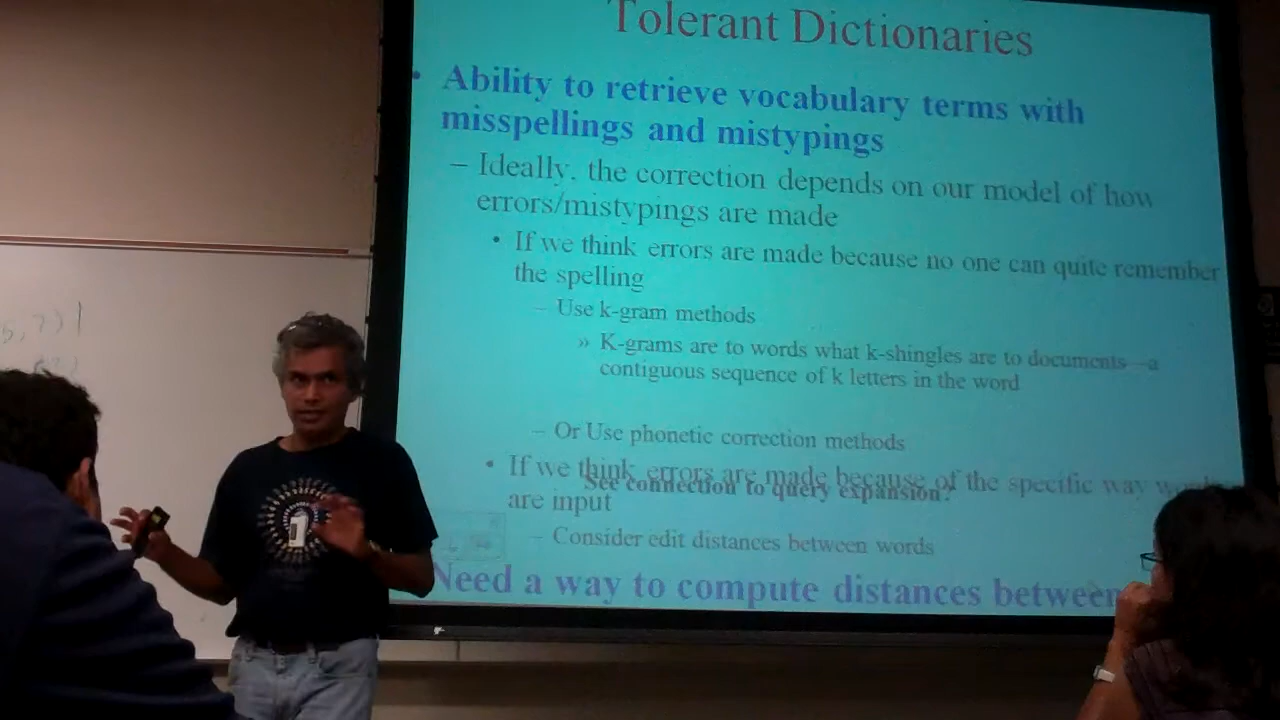 Tolerant Dictionaries
• Ability to retrieve vocabulary terms with
misspellings and mistypings
– Ideally, the correction depends on our model of how
errors/mistypings are made
• If we think errors are made because no one can quite remember
the spelling
– Use k-gram methods
» K-grams are to words what k-shingles are to documents—a
contiguous sequence of k letters in the word
– Or Use phonetic correction methods
• If we think errors are made because of the specific way
See connection to query expansion?
are input
– Consider edit distances between words
Need a way to compute distances between
5,7)|